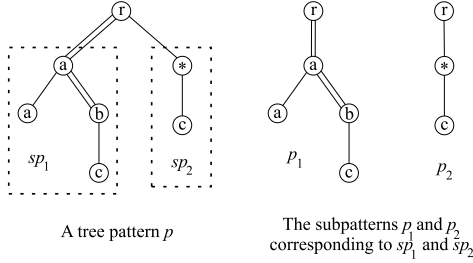 r
a
*
a
b
c
c
sp1
sp2
A tree pattern p
r
a
a
b
c
p1
r
*
c
p2
The subpatterns p1 and p2
corresponding to sp1 and sp2